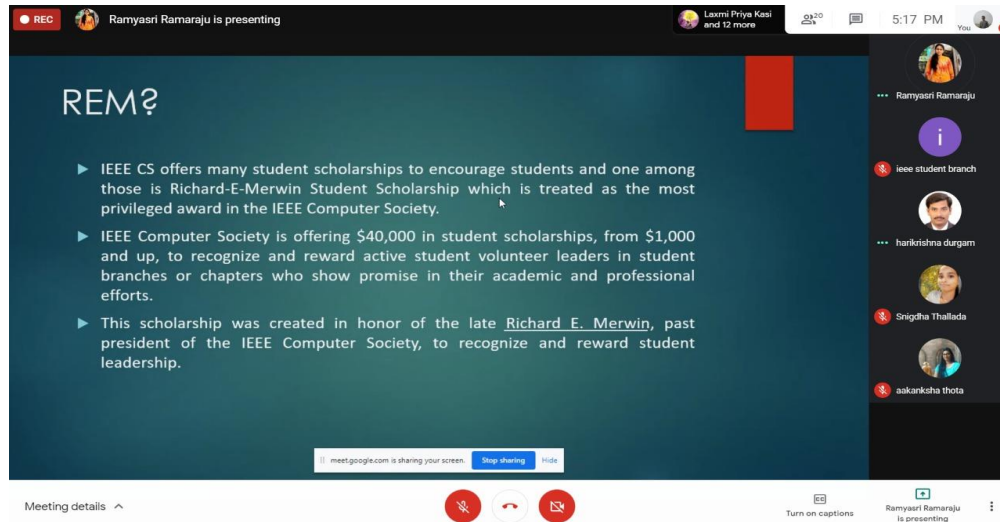 REC
Ramyasri Ramaraju is presenting
Laxmi Priya Kasi
and 12 more
20
5:17 PM
You
REM?
IEEE CS offers many student scholarships to encourage students and one among
those is Richard-E-Merwin Student Scholarship which is treated as the most
privileged award in the IEEE Computer Society.
IEEE Computer Society is offering $40,000 in student scholarships, from $1,000
and up, to recognize and reward active student volunteer leaders in student
branches or chapters who show promise in their academic and professional
efforts.
This scholarship was created in honor of the late Richard E. Merwin, past
president of the IEEE Computer Society, to recognize and reward student
leadership.
Ramyasri Ramaraju
i
ieee student branch
harikrishna durgam
Snigdha Thallada
aakanksha thota
meet.google.com is sharing your screen.
Stop sharing
Hide
Meeting details
CC
Turn on captions
Ramyasri Ramaraju
is presenting